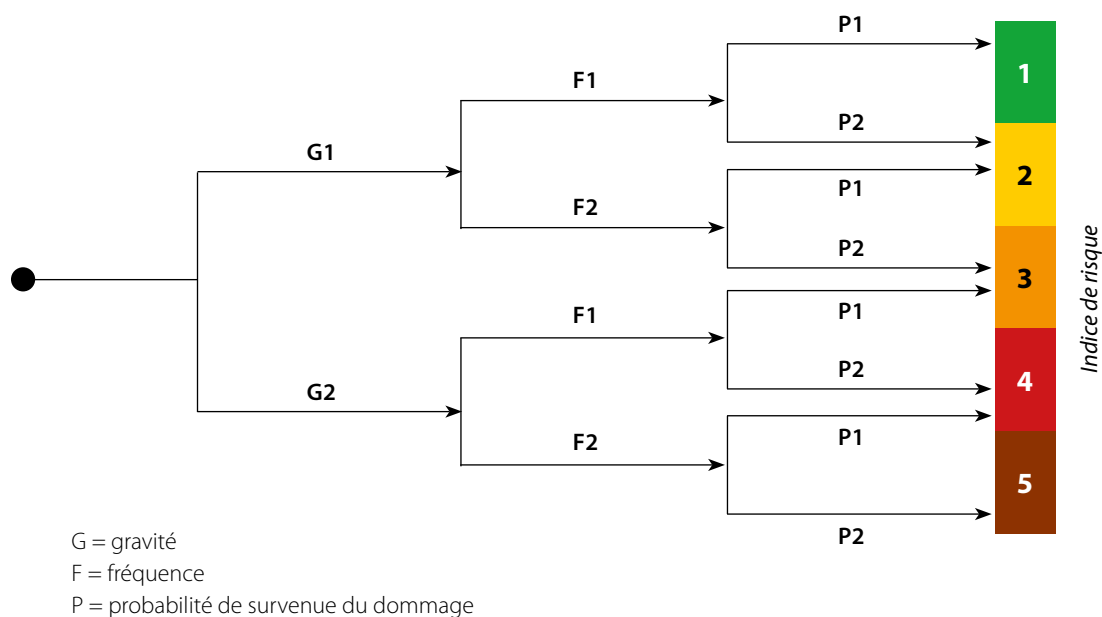 P1
1
F1
P2
G1
2
P1
F2
P2
3
Indice de risque
F1
P1
P2
4
G2
P1
F2
5
P2
G = gravité
F = fréquence
P = probabilité de survenue du dommage